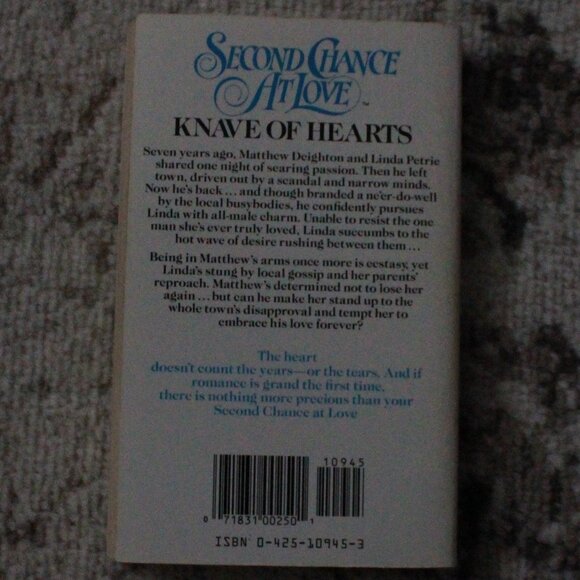 SECOND CHANCE
AT LOVE™
KNAVE OF HEARTS
Seven years ago, Matthew Deighton and Linda Petrie
shared one night of searing passion. Then he left
town, driven out by a scandal and narrow minds.
Now he's back...and though branded a ne'er-do-well
by the local busybodies, he confidently pursues
Linda with all-male charm. Unable to resist the one
man she's ever truly loved, Linda succumbs to the
hot wave of desire rushing between them...
Being in Matthew's arms once more is ecstasy, yet
Linda's stung by local gossip and her parents'
reproach. Matthew's determined not to lose her
again...but can he make her stand up to the
whole town's disapproval and tempt her to
embrace his love forever?
The heart
doesn't count the years—or the tears. And if
romance is grand the first time,
there is nothing more precious than your
Second Chance at Love
10945
0 71831 00250 1
ISBN 0-425-10945-3